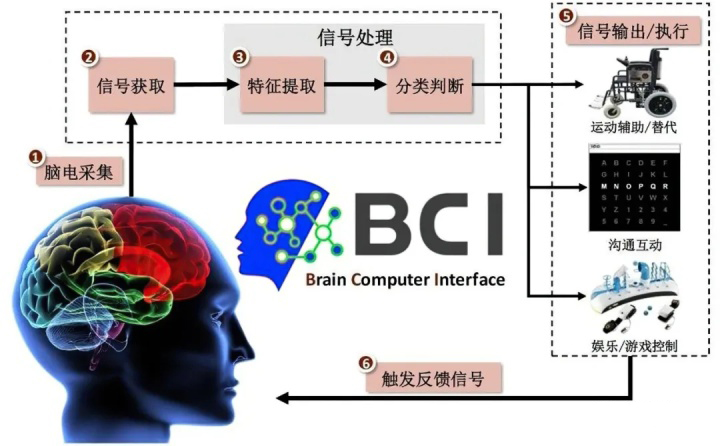 信号处理
1 脑电采集
2 信号获取
3 特征提取
4 分类判断
5 信号输出/执行
运动辅助/替代
A B C D E F
G H I J K L
M N O P Q R
S T U V W X
Y Z 1 2 3 4
5 6 7 8 9 _
沟通互动
娱乐/游戏控制
BCI
Brain Computer Interface
6 触发反馈信号